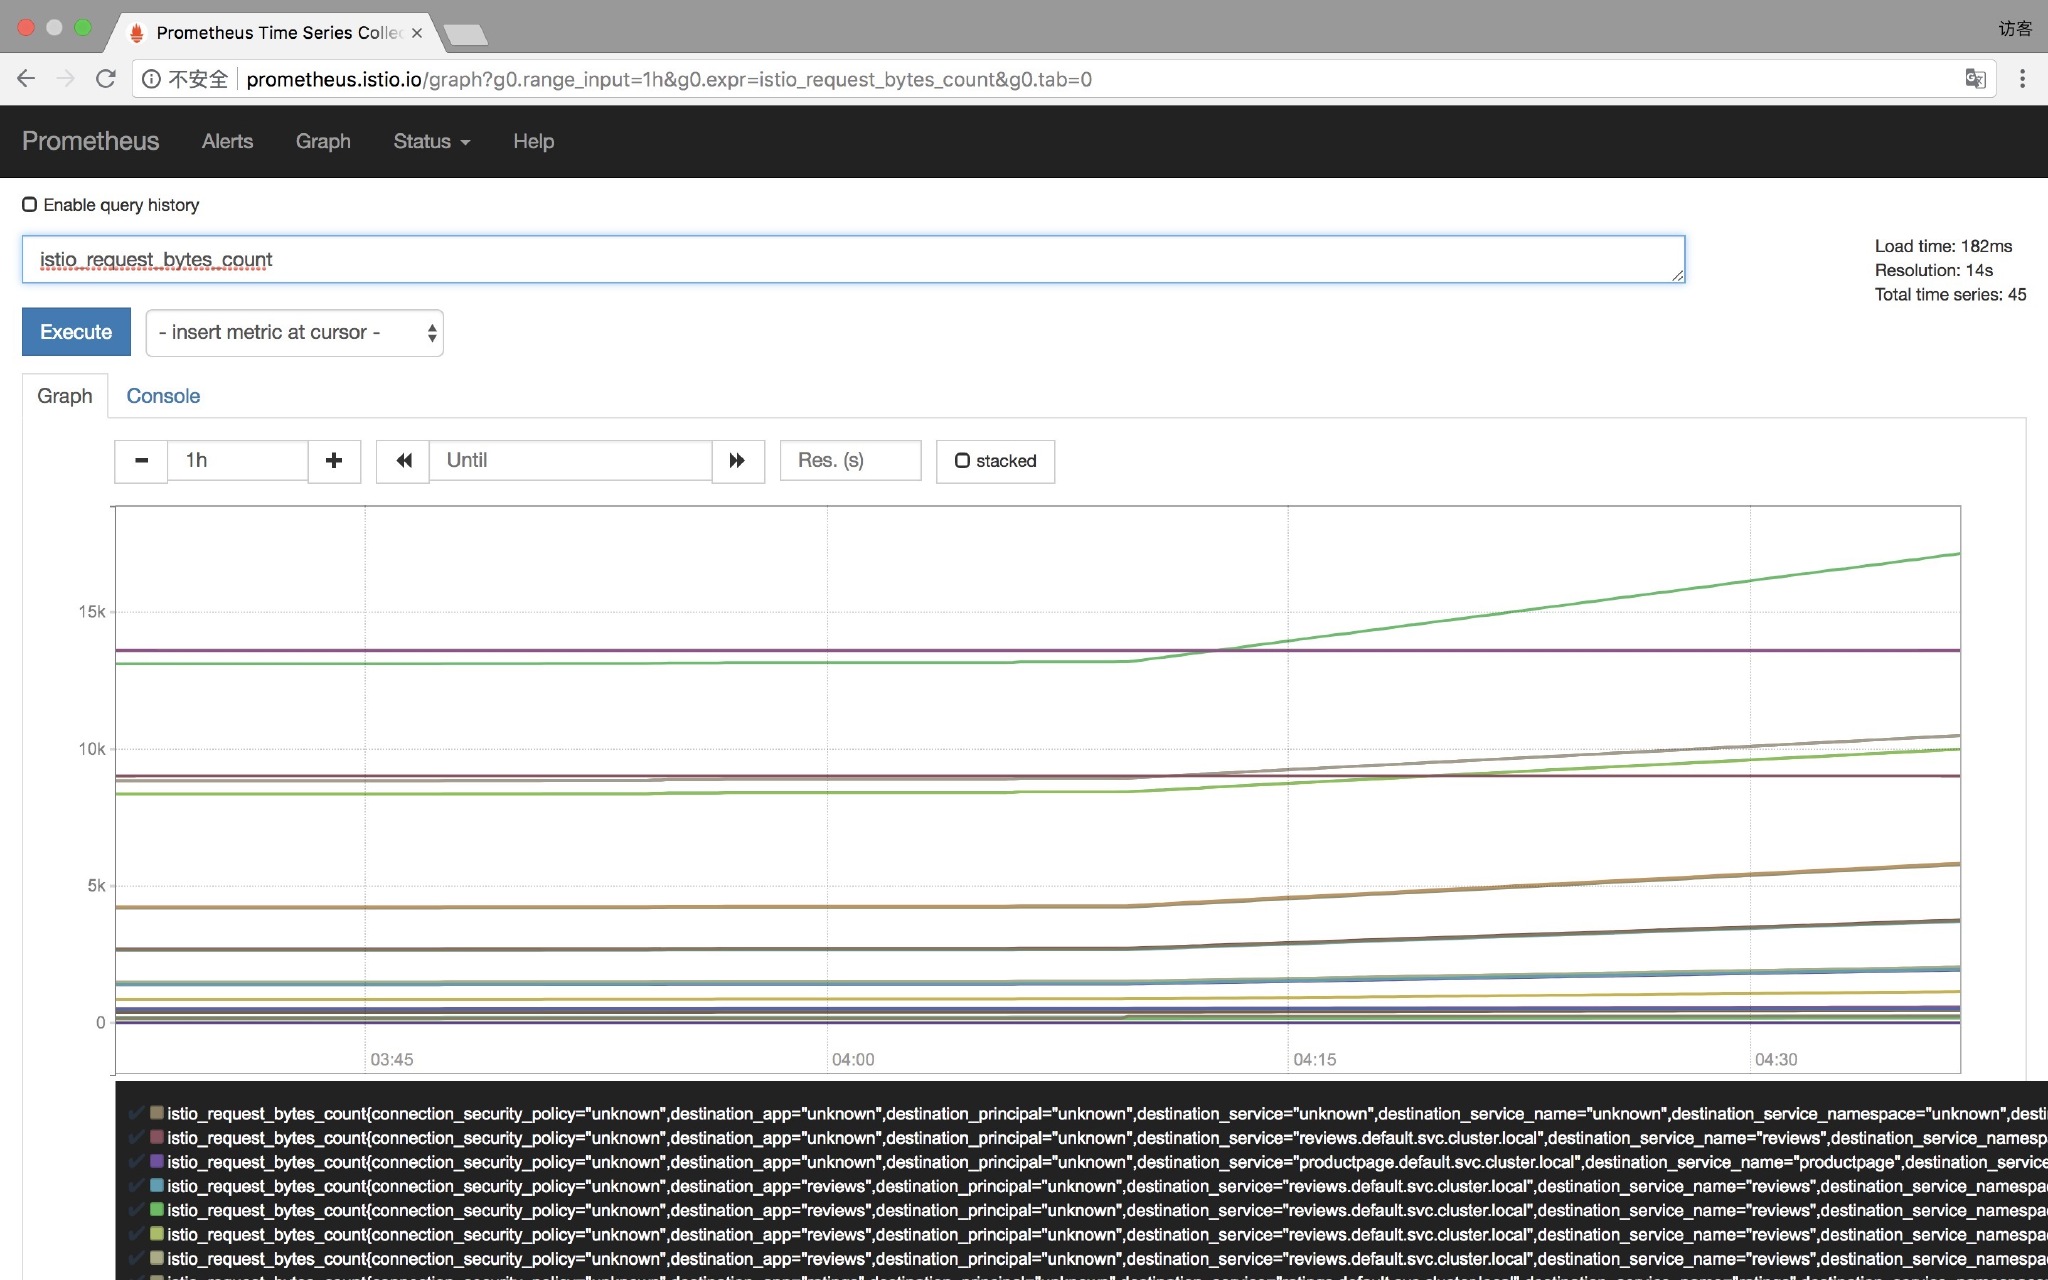 Prometheus Time Series Collec
访客
不安全 prometheus.istio.io/graph?g0.range_input=1h&g0.expr=istio_request_bytes_count&g0.tab=0
Prometheus Alerts Graph Status Help
Enable query history
istio_request_bytes_count
Load time: 182ms
Resolution: 14s
Total time series: 45
Execute - insert metric at cursor -
Graph Console
1h Until Res. (s) stacked
15k
10k
5k
0
03:45 04:00 04:15 04:30
istio_request_bytes_count{connection_security_policy="unknown",destination_app="unknown",destination_principal="unknown",destination_service="unknown",destination_service_name="unknown",destination_service_namespace="unknown",desti
istio_request_bytes_count{connection_security_policy="unknown",destination_app="unknown",destination_principal="unknown",destination_service="reviews.default.svc.cluster.local",destination_service_name="reviews",destination_service_namesp
istio_request_bytes_count{connection_security_policy="unknown",destination_app="unknown",destination_principal="unknown",destination_service="productpage.default.svc.cluster.local",destination_service_name="productpage",destination_service
istio_request_bytes_count{connection_security_policy="unknown",destination_app="reviews",destination_principal="unknown",destination_service="reviews.default.svc.cluster.local",destination_service_name="reviews",destination_service_namespa
istio_request_bytes_count{connection_security_policy="unknown",destination_app="reviews",destination_principal="unknown",destination_service="reviews.default.svc.cluster.local",destination_service_name="reviews",destination_service_namespa
istio_request_bytes_count{connection_security_policy="unknown",destination_app="reviews",destination_principal="unknown",destination_service="reviews.default.svc.cluster.local",destination_service_name="reviews",destination_service_namespa
istio_request_bytes_count{connection_security_policy="unknown",destination_app="reviews",destination_principal="unknown",destination_service="reviews.default.svc.cluster.local",destination_service_name="reviews",destination_service_namespa